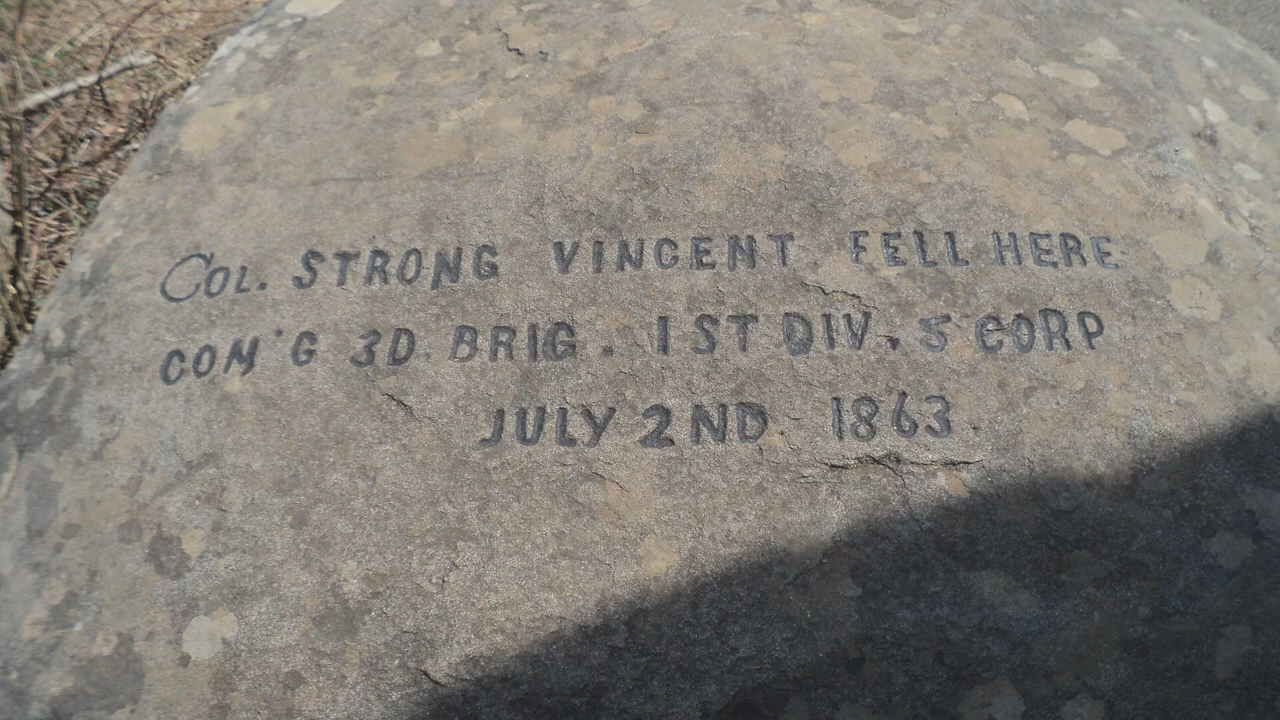 COL. STRONG VINCENT FELL HERE
COM'G 3D. BRIG. 1ST DIV. 5 CORP
JULY 2ND. 1863.